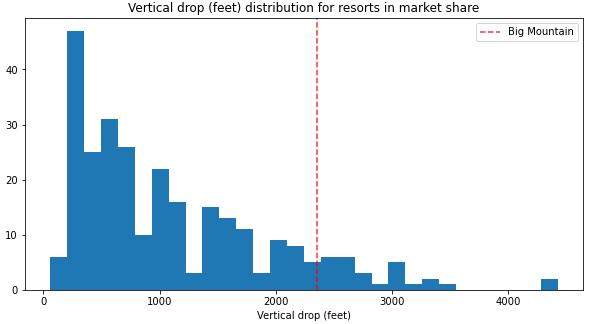 Vertical drop (feet) distribution for resorts in market share
Big Mountain
40
30
20
10
0
0 1000 2000 3000 4000
Vertical drop (feet)